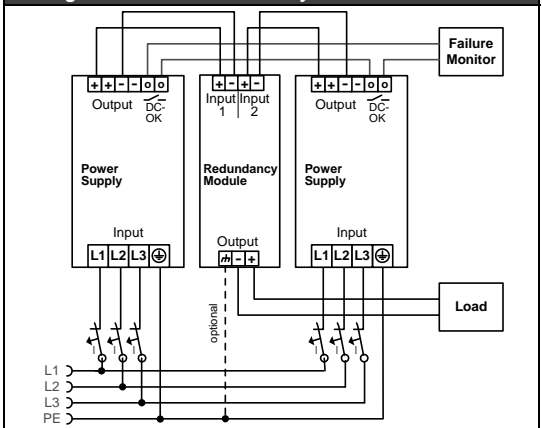 Failure
Monitor
+ + - - o o
+ - + -
+ + - - o o
Output
DC-
OK
Input Input
1 2
Output
DC-
OK
Power
Supply
Redundancy
Module
Power
Supply
Input
Output
Input
L1 L2 L3
- +
L1 L2 L3
optional
Load
I I I
I I I
L1
L2
L3
PE